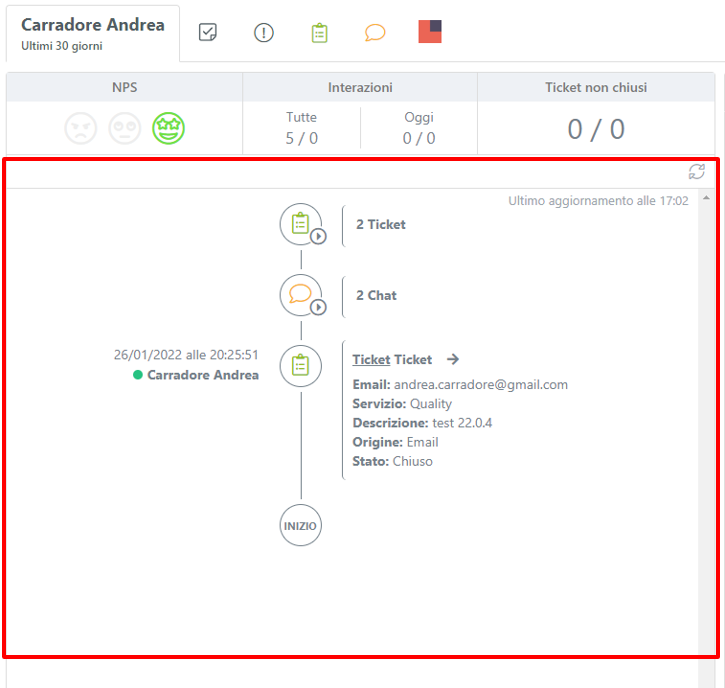 Carradore Andrea
Ultimi 30 giorni
NPS
Interazioni
Ticket non chiusi
Tutte
5 / 0
Oggi
0 / 0
0 / 0
Ultimo aggiornamento alle 17:02
2 Ticket
2 Chat
26/01/2022 alle 20:25:51
Carradore Andrea
Ticket Ticket
Email: andrea.carradore@gmail.com
Servizio: Quality
Descrizione: test 22.0.4
Origine: Email
Stato: Chiuso
INIZIO